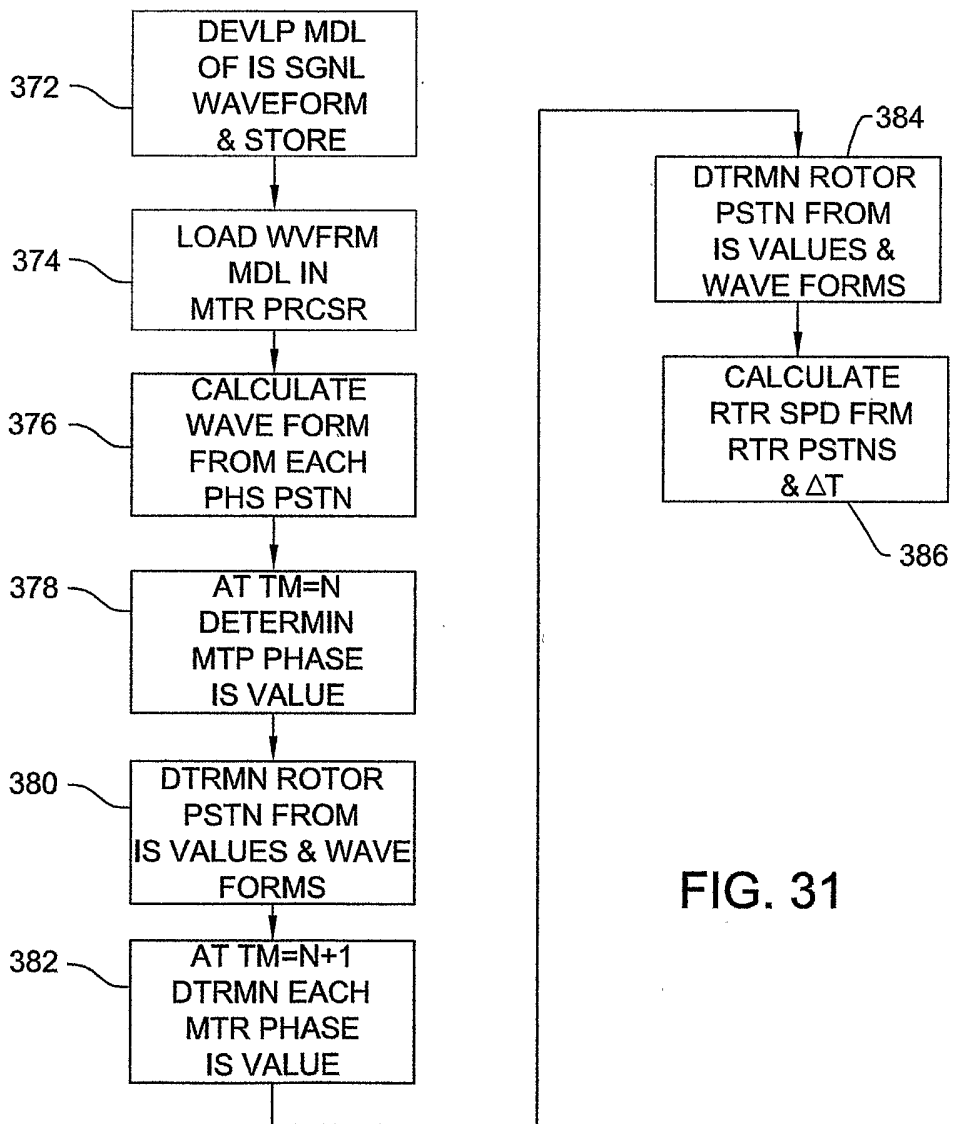 372
DEVLP MDL
OF IS SGNL
WAVEFORM
& STORE
374
LOAD WVFRM
MDL IN
MTR PRCSR
376
CALCULATE
WAVE FORM
FROM EACH
PHS PSTN
378
AT TM=N
DETERMIN
MTP PHASE
IS VALUE
380
DTRMN ROTOR
PSTN FROM
IS VALUES & WAVE
FORMS
382
AT TM=N+1
DTRMN EACH
MTR PHASE
IS VALUE
384
DTRMN ROTOR
PSTN FROM
IS VALUES &
WAVE FORMS
CALCULATE
RTR SPD FRM
RTR PSTNS
& ΔT
386
FIG. 31